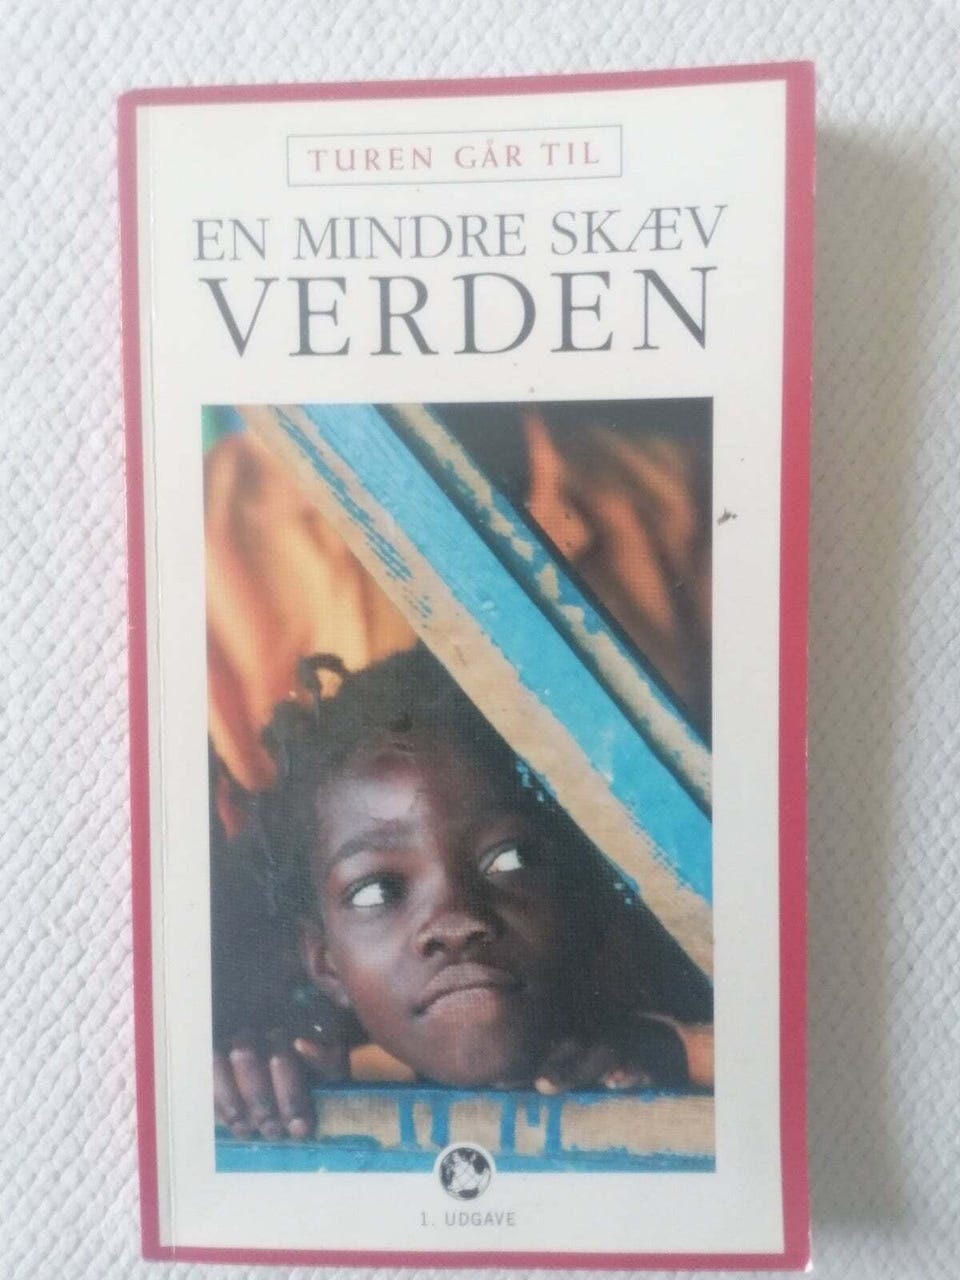 TUREN GÅR TIL
EN MINDRE SKÆV
VERDEN
1. UDGAVE